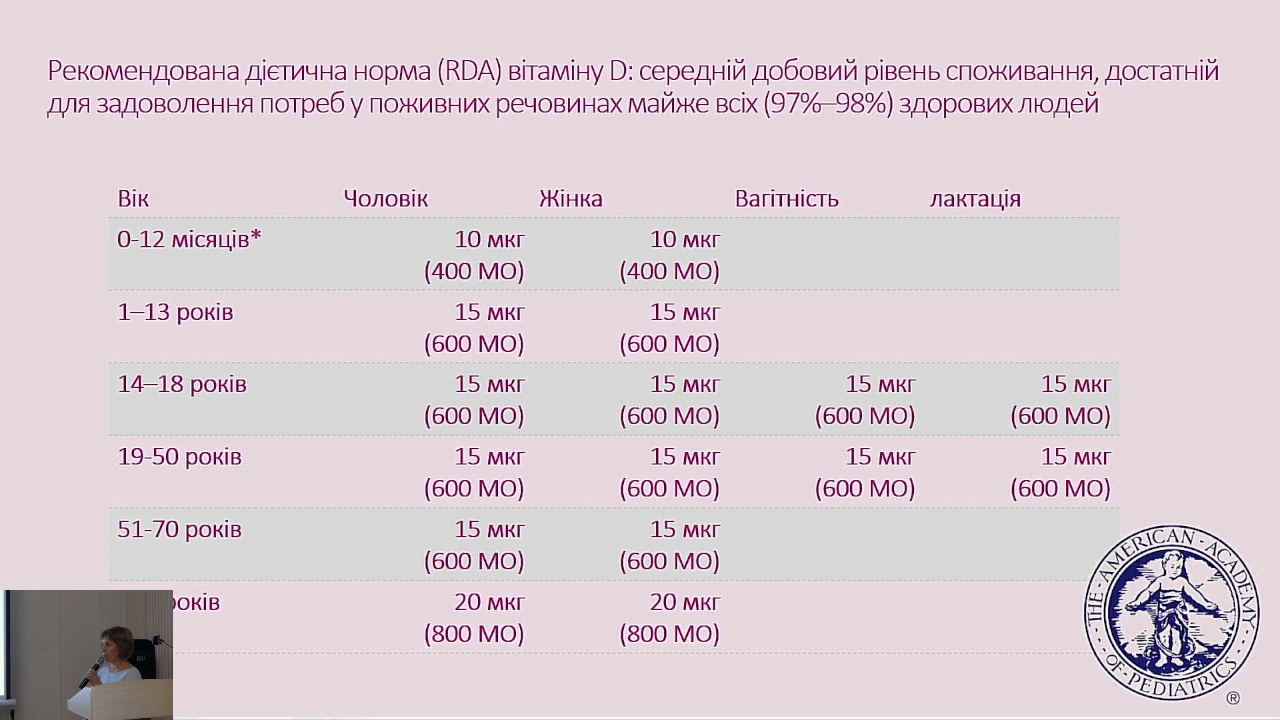 Рекомендована дієтична норма (RDA) вітаміну D: середній добовий рівень споживання, достатній
для задоволення потреб у поживних речовинах майже всіх (97%–98%) здорових людей
Вік Чоловік Жінка Вагітність лактація
0-12 місяців* 10 мкг 10 мкг
(400 МО) (400 МО)
1–13 років 15 мкг 15 мкг
(600 МО) (600 МО)
14–18 років 15 мкг 15 мкг 15 мкг 15 мкг
(600 МО) (600 МО) (600 МО) (600 МО)
19-50 років 15 мкг 15 мкг 15 мкг 15 мкг
(600 МО) (600 МО) (600 МО) (600 МО)
51-70 років 15 мкг 15 мкг
(600 МО) (600 МО)
20 мкг 20 мкг
(800 МО) (800 МО)
THE · AMERICAN · ACADEMY · OF · PEDIATRICS ·
®